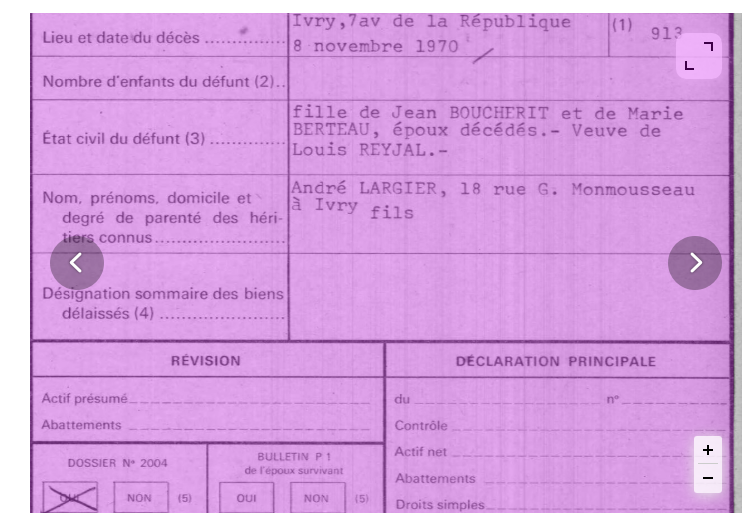 Ivry,7av de la République
(1) 913
Lieu et date du décès
8 novembre 1970
Nombre d'enfants du défunt (2)..
fille de Jean BOUCHERIT et de Marie
État civil du défunt (3)
BERTEAU, époux décédés.- Veuve de
Louis REYJAL.-
Nom, prénoms, domicile et
degré de parenté des héri-
tiers connus
André LARGIER, 18 rue G. Monmousseau
à Ivry fils
Désignation sommaire des biens
délaissés (4)
RÉVISION
Actif présumé
Abattements
DÉCLARATION PRINCIPALE
du nº
Contrôle
Actif net
Abattements
Droits simples
DOSSIER Nº 2004
OUI NON (5)
BULLETIN P 1
de l'époux survivant
OUI NON (5)